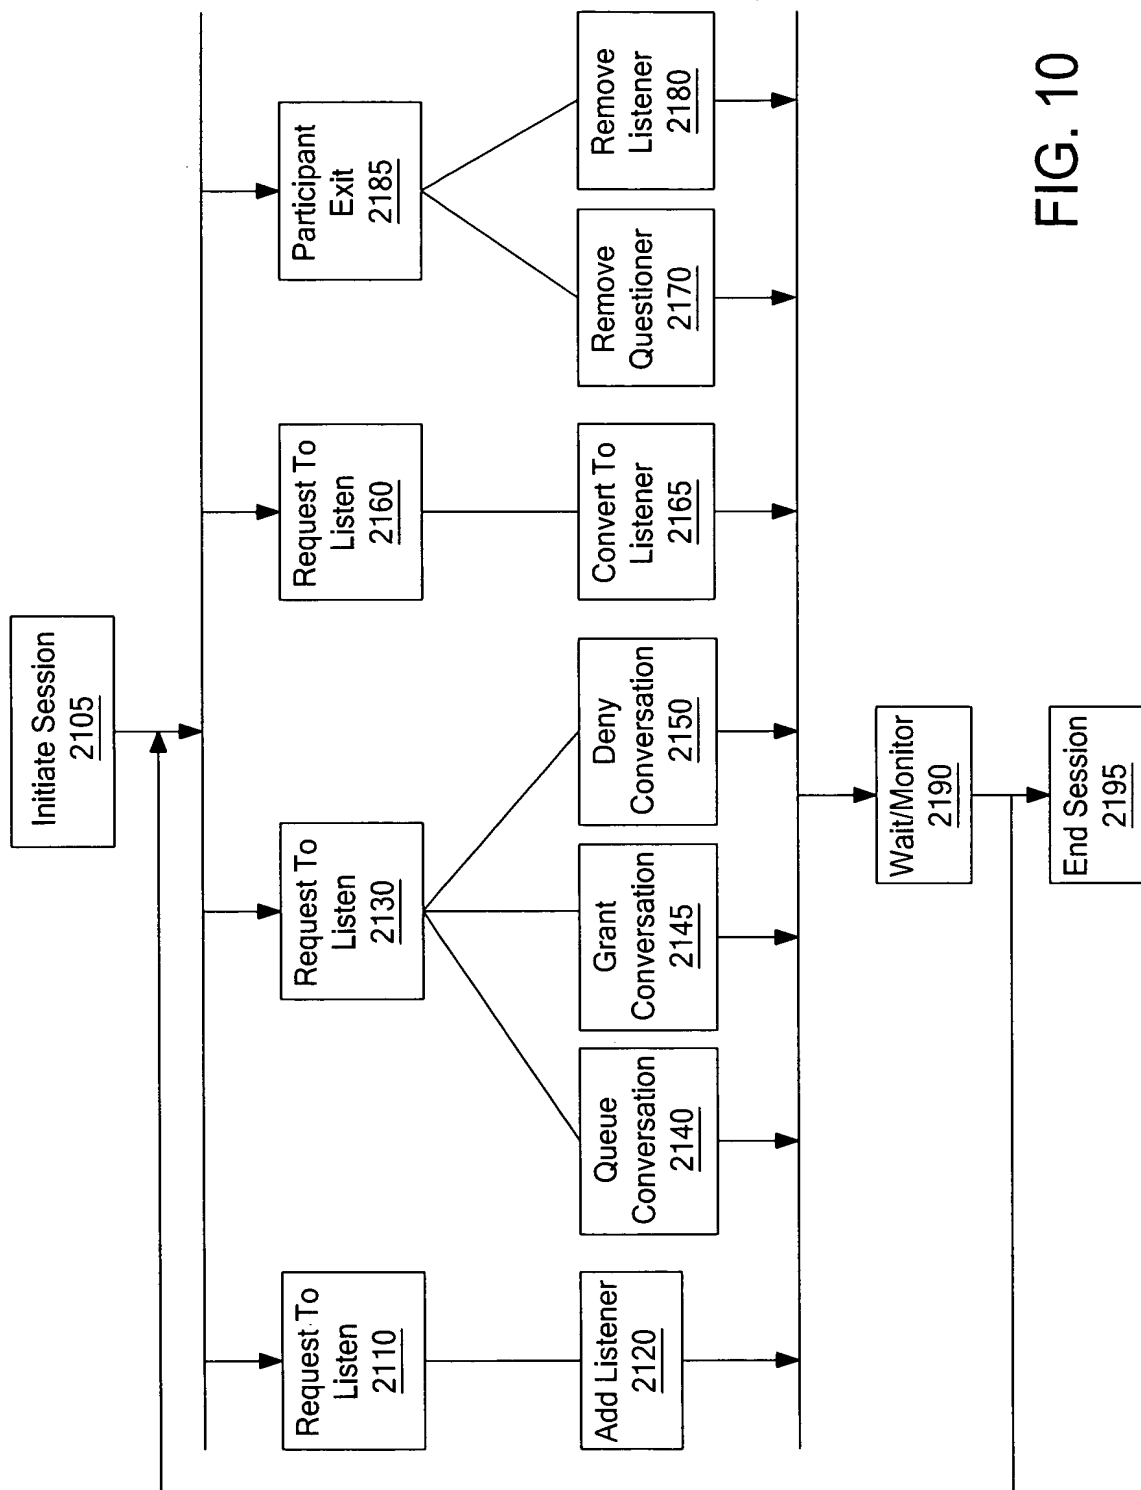 Initiate Session
2105
Request To
Listen
2110
Request To
Listen
2130
Request To
Listen
2160
Participant
Exit
2185
Add Listener
2120
Queue
Conversation
2140
Grant
Conversation
2145
Deny
Conversation
2150
Convert To
Listener
2165
Remove
Questioner
2170
Remove
Listener
2180
Wait/Monitor
2190
End Session
2195
FIG. 10